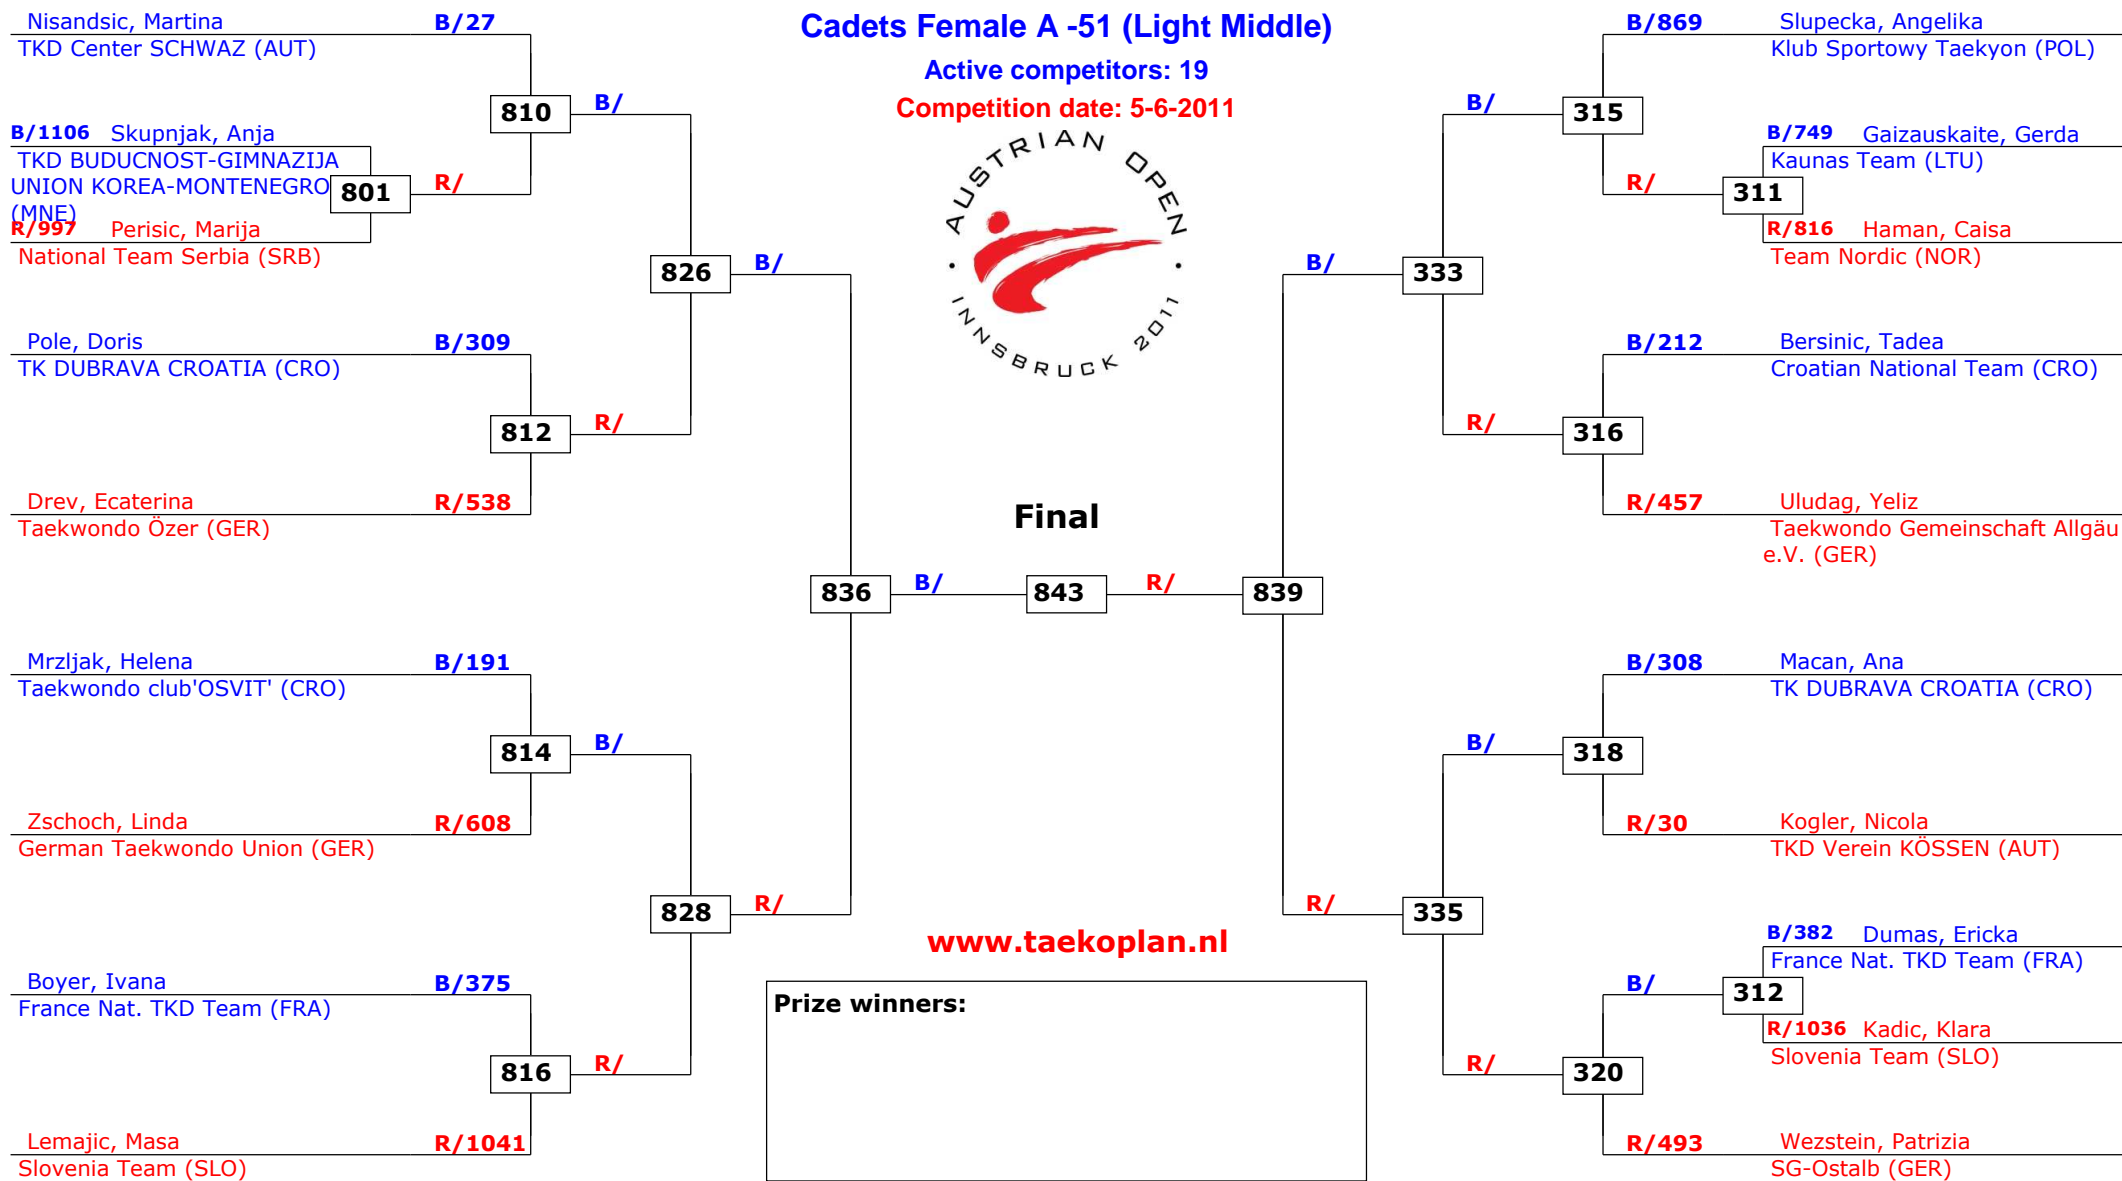 Cadets Female A -51 (Light Middle)
Active competitors: 19
Competition date: 5-6-2011
AUSTRIAN OPEN
· INNSBRUCK 2011 ·
Nisandsic, Martina B/27
TKD Center SCHWAZ (AUT)
810 B/
B/1106 Skupnjak, Anja
TKD BUDUCNOST-GIMNAZIJA
UNION KOREA-MONTENEGRO
(MNE)
801 R/
R/997 Perisic, Marija
National Team Serbia (SRB)
826 B/
Pole, Doris B/309
TK DUBRAVA CROATIA (CRO)
812 R/
Drev, Ecaterina R/538
Taekwondo Özer (GER)
836 B/
Mrzljak, Helena B/191
Taekwondo club'OSVIT' (CRO)
814 B/
Zschoch, Linda R/608
German Taekwondo Union (GER)
828 R/
Boyer, Ivana B/375
France Nat. TKD Team (FRA)
816 R/
Lemajic, Masa R/1041
Slovenia Team (SLO)
Final
843
R/ 839
B/869 Slupecka, Angelika
Klub Sportowy Taekyon (POL)
B/ 315
B/749 Gaizauskaite, Gerda
Kaunas Team (LTU)
R/ 311
R/816 Haman, Caisa
Team Nordic (NOR)
B/ 333
B/212 Bersinic, Tadea
Croatian National Team (CRO)
R/ 316
R/457 Uludag, Yeliz
Taekwondo Gemeinschaft Allgäu
e.V. (GER)
B/308 Macan, Ana
TK DUBRAVA CROATIA (CRO)
B/ 318
R/30 Kogler, Nicola
TKD Verein KÖSSEN (AUT)
R/ 335
B/382 Dumas, Ericka
France Nat. TKD Team (FRA)
B/ 312
R/1036 Kadic, Klara
Slovenia Team (SLO)
R/ 320
R/493 Wezstein, Patrizia
SG-Ostalb (GER)
www.taekoplan.nl
Prize winners: